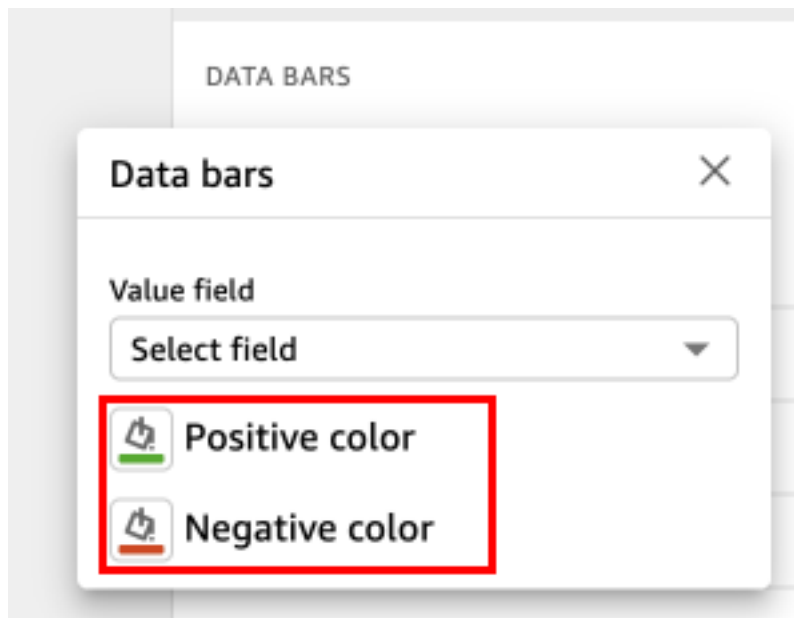 DATA BARS
Data bars
Value field
Select field
Positive color
Negative color